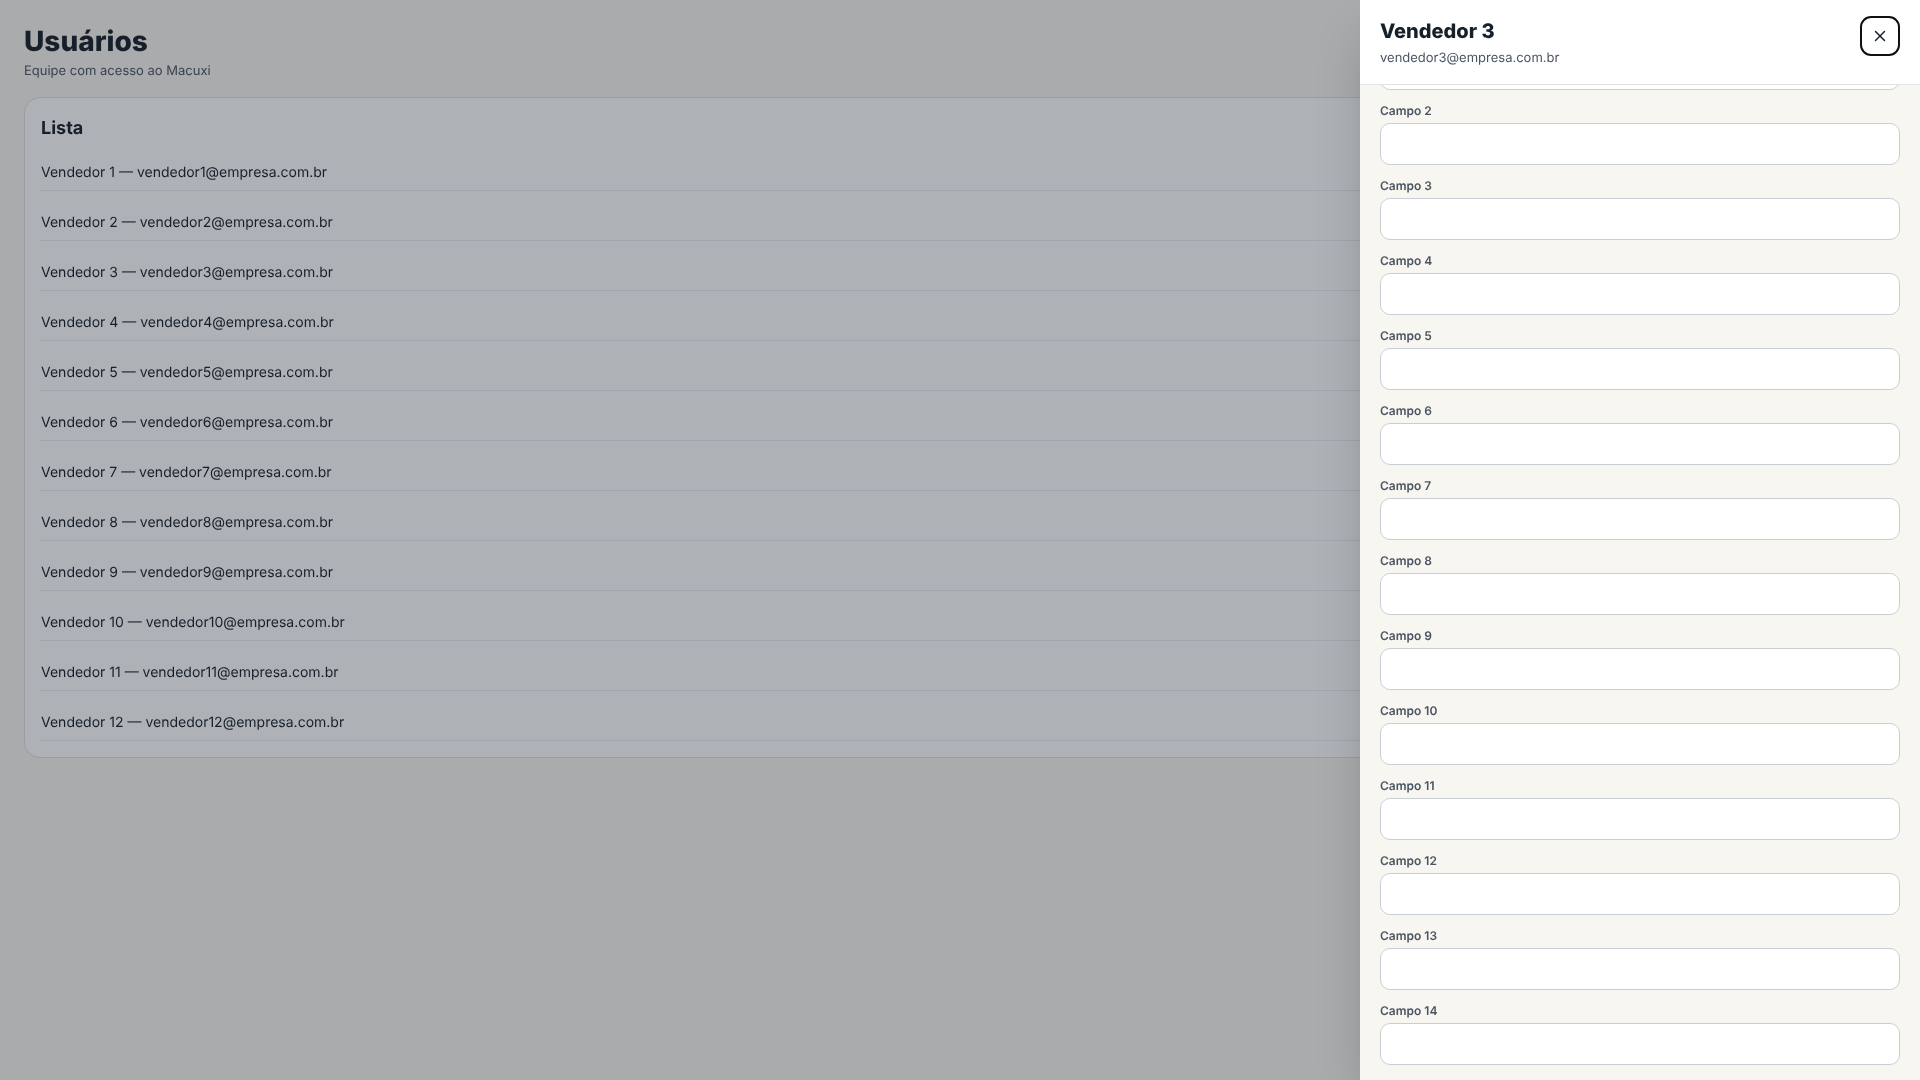 Usuários
Equipe com acesso ao Macuxi
Lista
Vendedor 1 — vendedor1@empresa.com.br
Vendedor 2 — vendedor2@empresa.com.br
Vendedor 3 — vendedor3@empresa.com.br
Vendedor 4 — vendedor4@empresa.com.br
Vendedor 5 — vendedor5@empresa.com.br
Vendedor 6 — vendedor6@empresa.com.br
Vendedor 7 — vendedor7@empresa.com.br
Vendedor 8 — vendedor8@empresa.com.br
Vendedor 9 — vendedor9@empresa.com.br
Vendedor 10 — vendedor10@empresa.com.br
Vendedor 11 — vendedor11@empresa.com.br
Vendedor 12 — vendedor12@empresa.com.br
Vendedor 3
vendedor3@empresa.com.br
Campo 2
Campo 3
Campo 4
Campo 5
Campo 6
Campo 7
Campo 8
Campo 9
Campo 10
Campo 11
Campo 12
Campo 13
Campo 14